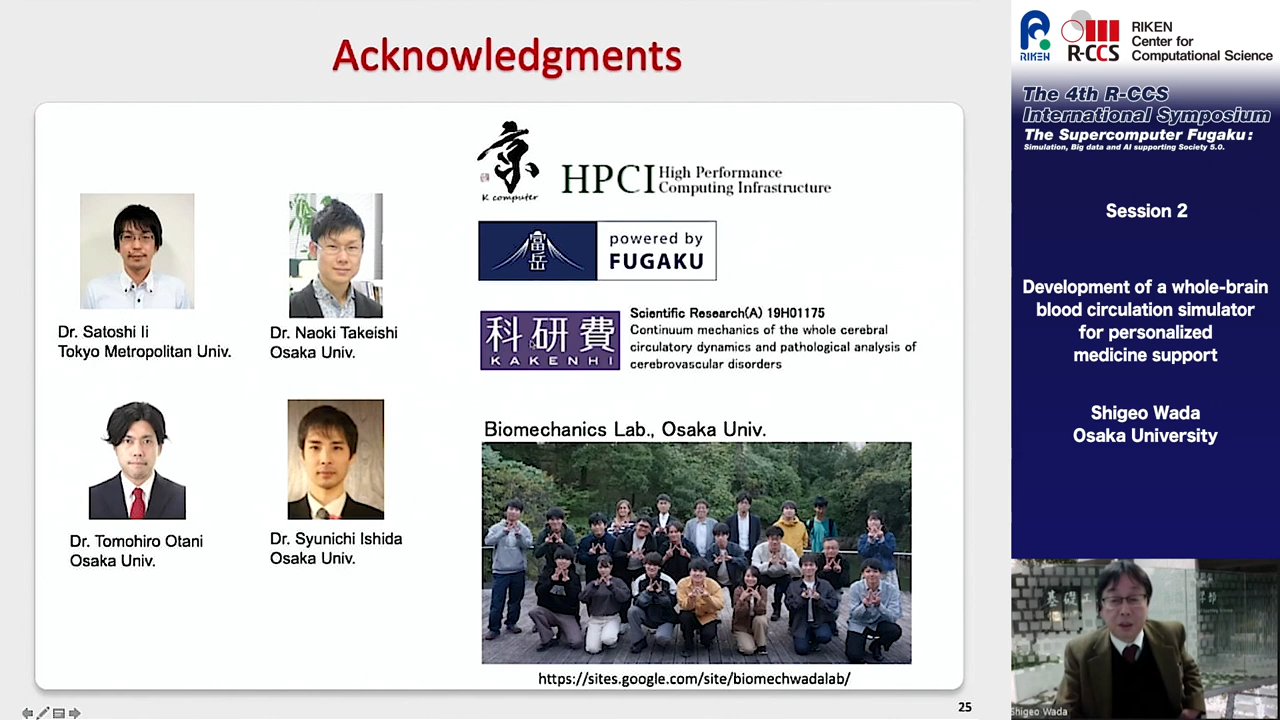 Acknowledgments
Dr. Satoshi Ii
Tokyo Metropolitan Univ.
Dr. Naoki Takeishi
Osaka Univ.
Dr. Tomohiro Otani
Osaka Univ.
Dr. Syunichi Ishida
Osaka Univ.
京
K computer
HPCI High Performance
Computing Infrastructure
富岳
powered by
FUGAKU
科研費
KAKENHI
Scientific Research(A) 19H01175
Continuum mechanics of the whole cerebral
circulatory dynamics and pathological analysis of
cerebrovascular disorders
Biomechanics Lab., Osaka Univ.
https://sites.google.com/site/biomechwadalab/
25
RIKEN
R-CCS
RIKEN
Center for
Computational Science
The 4th R-CCS
International Symposium
The Supercomputer Fugaku:
Simulation, Big data and AI supporting Society 5.0.
Session 2
Development of a whole-brain
blood circulation simulator
for personalized
medicine support
Shigeo Wada
Osaka University
基礎工
Shigeo Wada